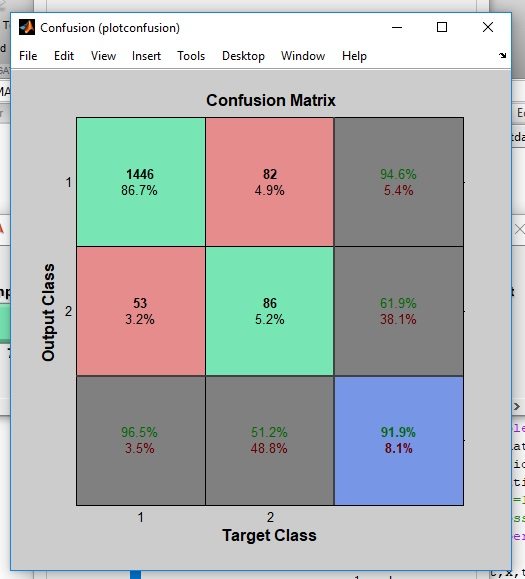 Confusion (plotconfusion)
File Edit View Insert Tools Desktop Window Help
Confusion Matrix
1446 82 94.6%
86.7% 4.9% 5.4%
1
53 86 61.9%
3.2% 5.2% 38.1%
2
96.5% 51.2% 91.9%
3.5% 48.8% 8.1%
1 2
Output Class
Target Class